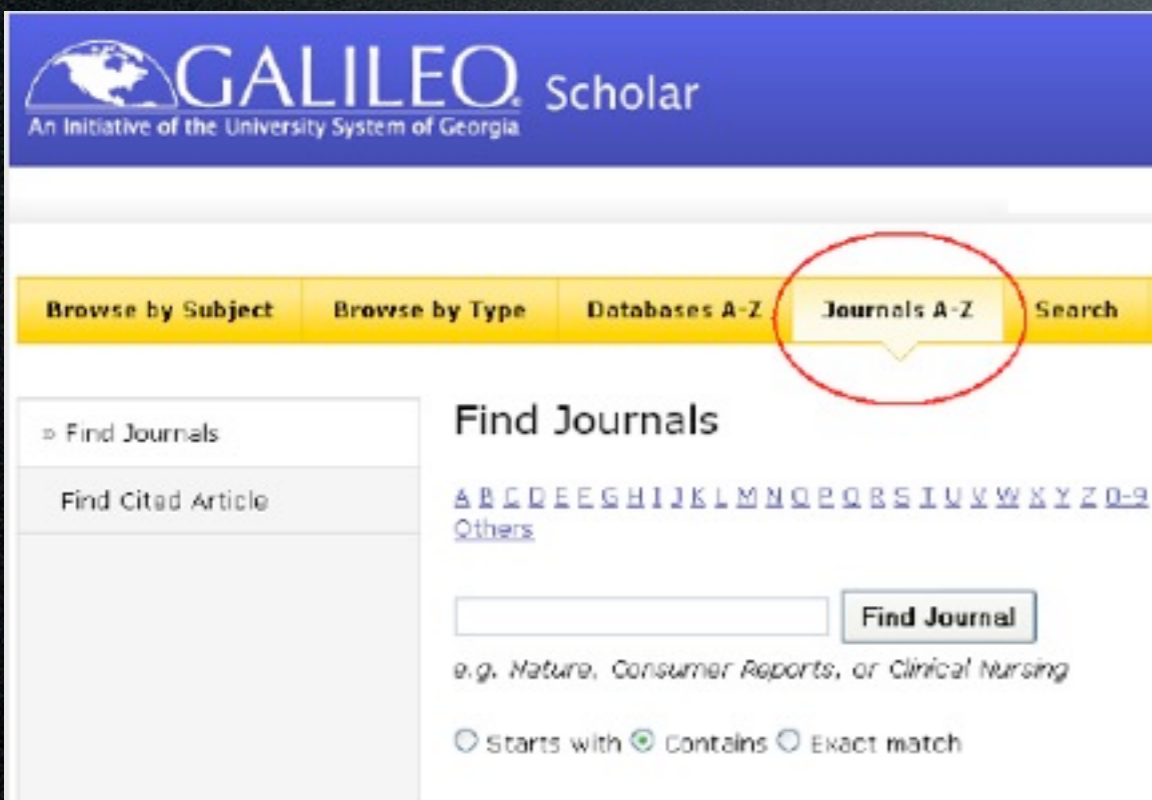 GALILEO Scholar
An Initiative of the University System of Georgia
Browse by Subject Browse by Type Databases A-Z Journals A-Z Search
» Find Journals
Find Cited Article
Find Journals
A B C D E F G H I J K L M N O P Q R S T U V W X Y Z 0-9
Others
Find Journal
e.g. Nature, Consumer Reports, or Clinical Nursing
Starts with Contains Exact match